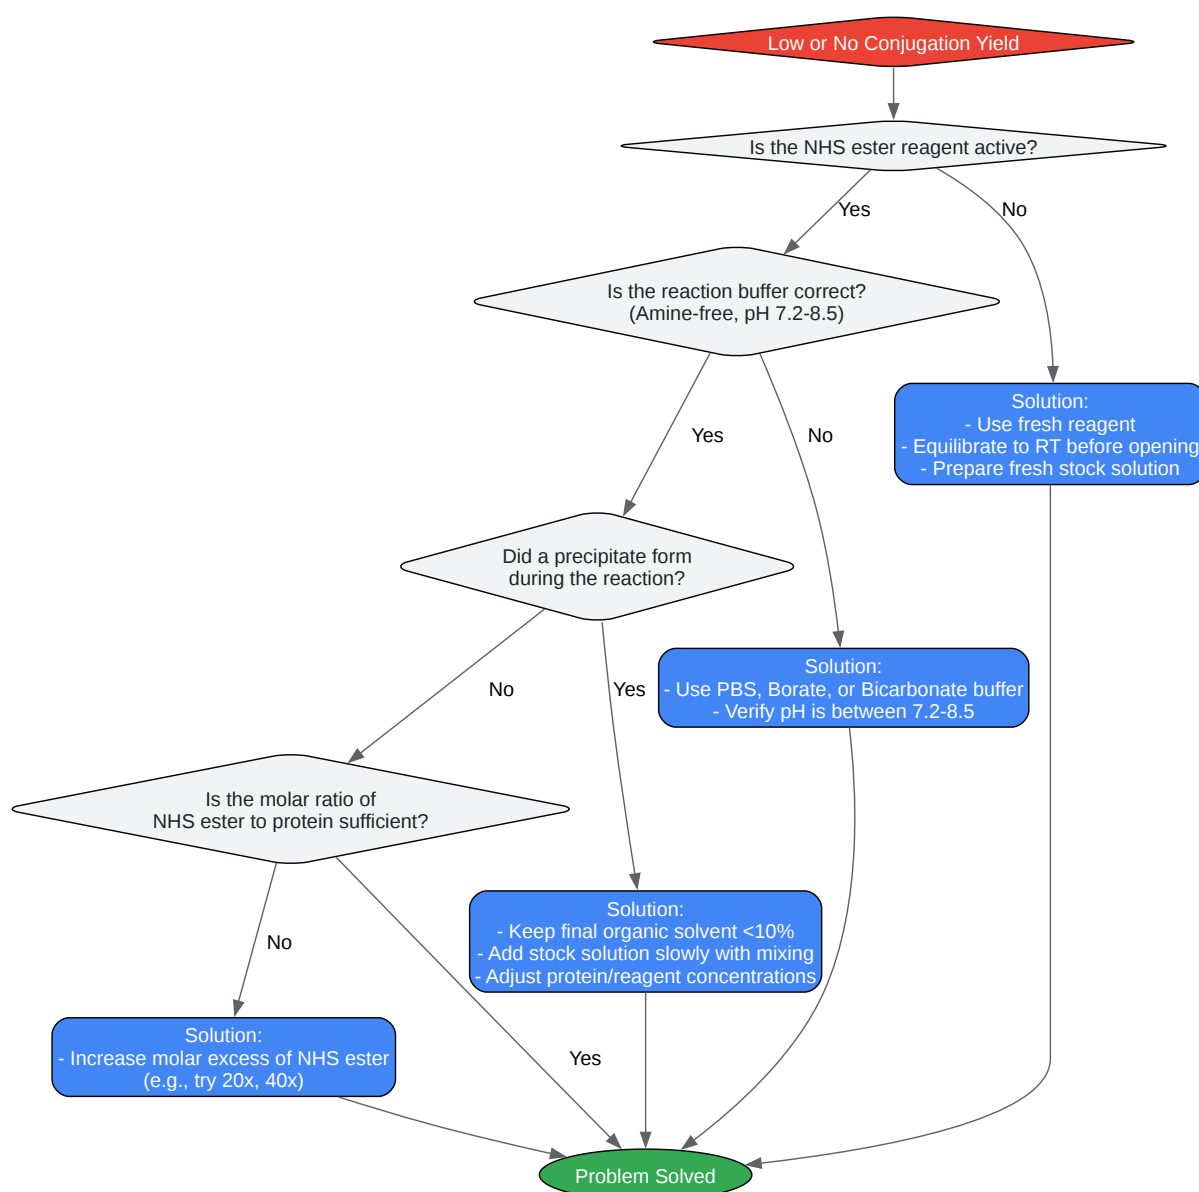 Low or No Conjugation Yield
Is the NHS ester reagent active?
Yes
No
Is the reaction buffer correct?
(Amine-free, pH 7.2-8.5)
Solution:
- Use fresh reagent
- Equilibrate to RT before opening
- Prepare fresh stock solution
Yes
No
Did a precipitate form
during the reaction?
Solution:
- Use PBS, Borate, or Bicarbonate buffer
- Verify pH is between 7.2-8.5
No
Yes
Is the molar ratio of
NHS ester to protein sufficient?
Solution:
- Keep final organic solvent <10%
- Add stock solution slowly with mixing
- Adjust protein/reagent concentrations
No
Solution:
- Increase molar excess of NHS ester
(e.g., try 20x, 40x)
Yes
Problem Solved